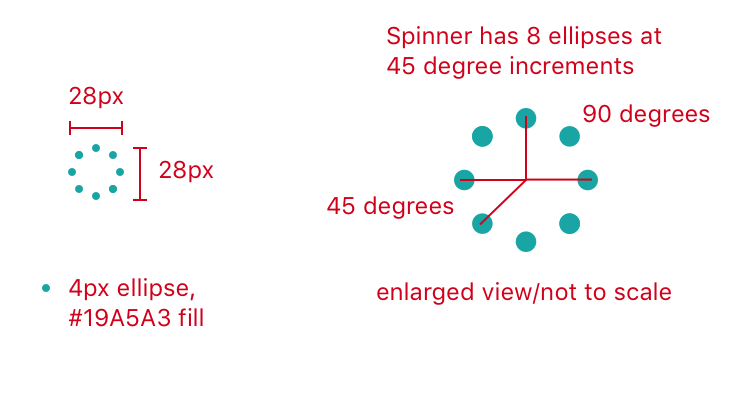 Spinner has 8 ellipses at
45 degree increments
28px
90 degrees
28px
45 degrees
4px ellipse,
#19A5A3 fill
enlarged view/not to scale